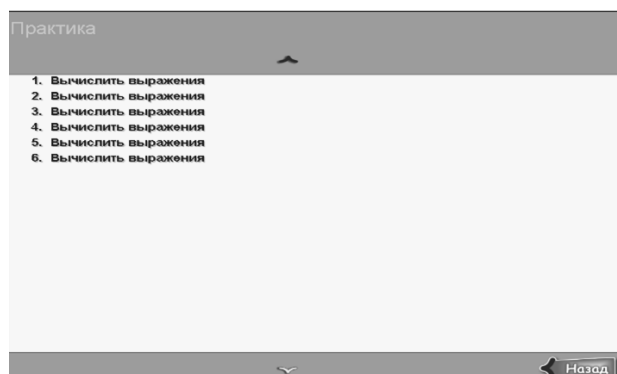 Практика
1. Вычислить выражения
2. Вычислить выражения
3. Вычислить выражения
4. Вычислить выражения
5. Вычислить выражения
6. Вычислить выражения
Назад